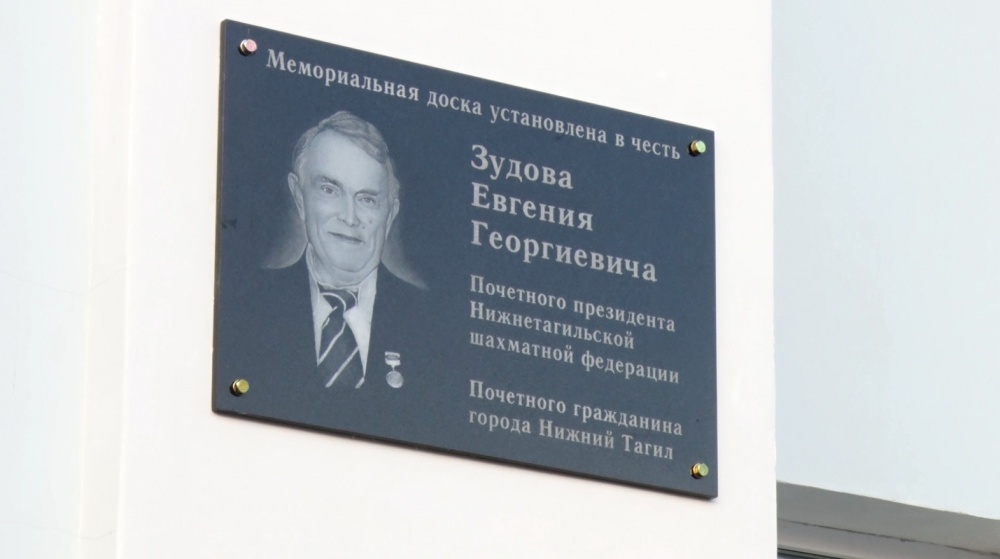 Мемориальная доска установлена в честь
Зудова
Евгения
Георгиевича
Почетного президента
Нижнетагильской
шахматной федерации
Почетного гражданина
города Нижний Тагил